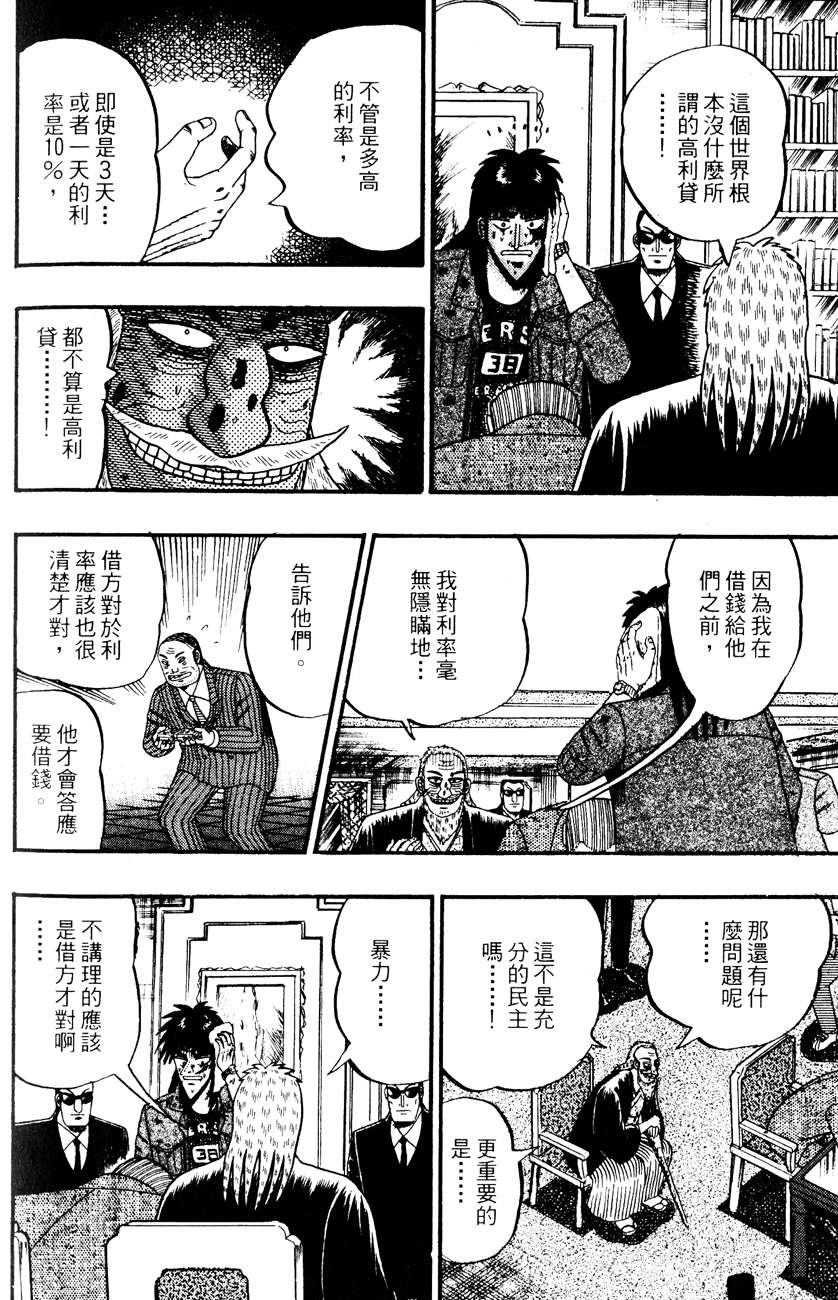 這個世界根
本沒什麼所
謂的高利貸
……!
ERS
38
ERS
不管是多高
的利率，
即使是3天…
或者一天的利
率是10%，
都不算是高利
貸………!
因為我在
借錢給他
們之前，
我對利率毫
無隱瞞地…
告訴他們。
借方對於利
率應該也很
清楚才對，
他才會答應
要借錢。
那還有什
麼問題呢
……
這不是充
分的民主
嗎……!
更重要的
是……
暴力……
不講理的應該
是借方才對啊
……
ERS
38